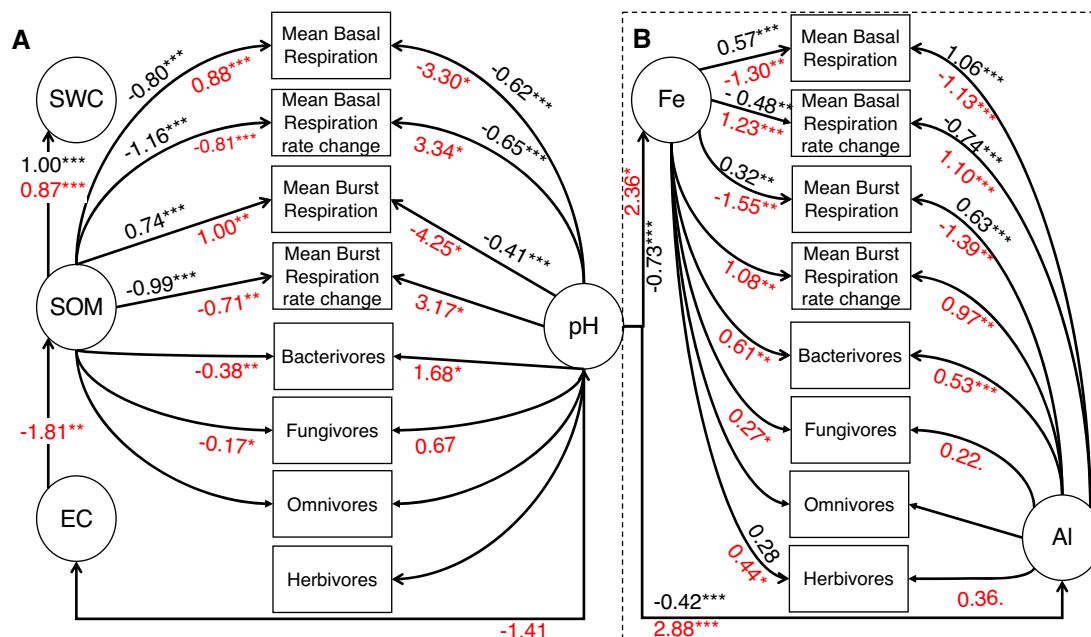 A
SWC
1.00***
0.87***
SOM
-1.81**
EC
-0.80***
0.88***
-1.16***
-0.81***
0.74***
1.00**
-0.99***
-0.71**
-0.38**
-0.17*
Mean Basal
Respiration
Mean Basal
Respiration
rate change
Mean Burst
Respiration
Mean Burst
Respiration
rate change
Bacterivores
Fungivores
Omnivores
Herbivores
-0.62***
-3.30*
-0.65***
3.34*
-0.41***
-4.25*
3.17*
1.68*
0.67
pH
-1.41
B
Fe
2.36*
-0.73***
0.57***
-1.30**
- 0.48**
1.23***
0.32**
-1.55**
1.08**
0.61**
0.27*
0.28
0.44*
Mean Basal
Respiration
Mean Basal
Respiration
rate change
Mean Burst
Respiration
Mean Burst
Respiration
rate change
Bacterivores
Fungivores
Omnivores
Herbivores
1.06***
-1.13***
-0.74***
1.10***
0.63***
-1.39**
0.97**
0.53***
0.22.
0.36.
Al
-0.42***
2.88***